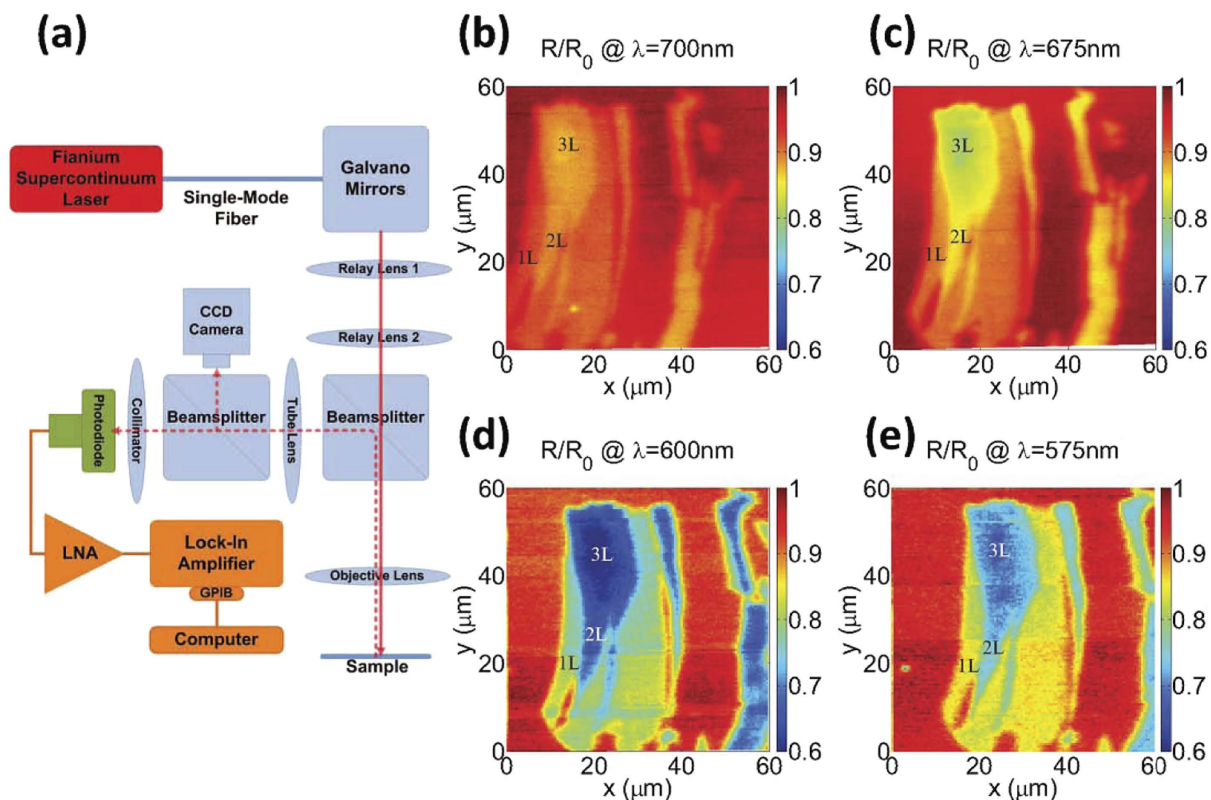 (a)
Fianium
Supercontinuum
Laser
Single-Mode
Fiber
Galvano
Mirrors
Relay Lens 1
Relay Lens 2
CCD
Camera
Beamsplitter
Beamsplitter
Tube Lens
Collimator
Photodiode
LNA
Lock-In
Amplifier
GPIB
Computer
Objective Lens
Sample
(b)
R/R0 @ λ=700nm
60
40
20
0
y (μm)
0 20 40 60
x (μm)
3L
2L
1L
1
0.9
0.8
0.7
0.6
(c)
R/R0 @ λ=675nm
60
40
20
0
y (μm)
0 20 40 60
x (μm)
3L
2L
1L
1
0.9
0.8
0.7
0.6
(d)
R/R0 @ λ=600nm
60
40
20
0
y (μm)
0 20 40 60
x (μm)
3L
2L
1L
1
0.9
0.8
0.7
0.6
(e)
R/R0 @ λ=575nm
60
40
20
0
y (μm)
0 20 40 60
x (μm)
3L
2L
1L
1
0.9
0.8
0.7
0.6